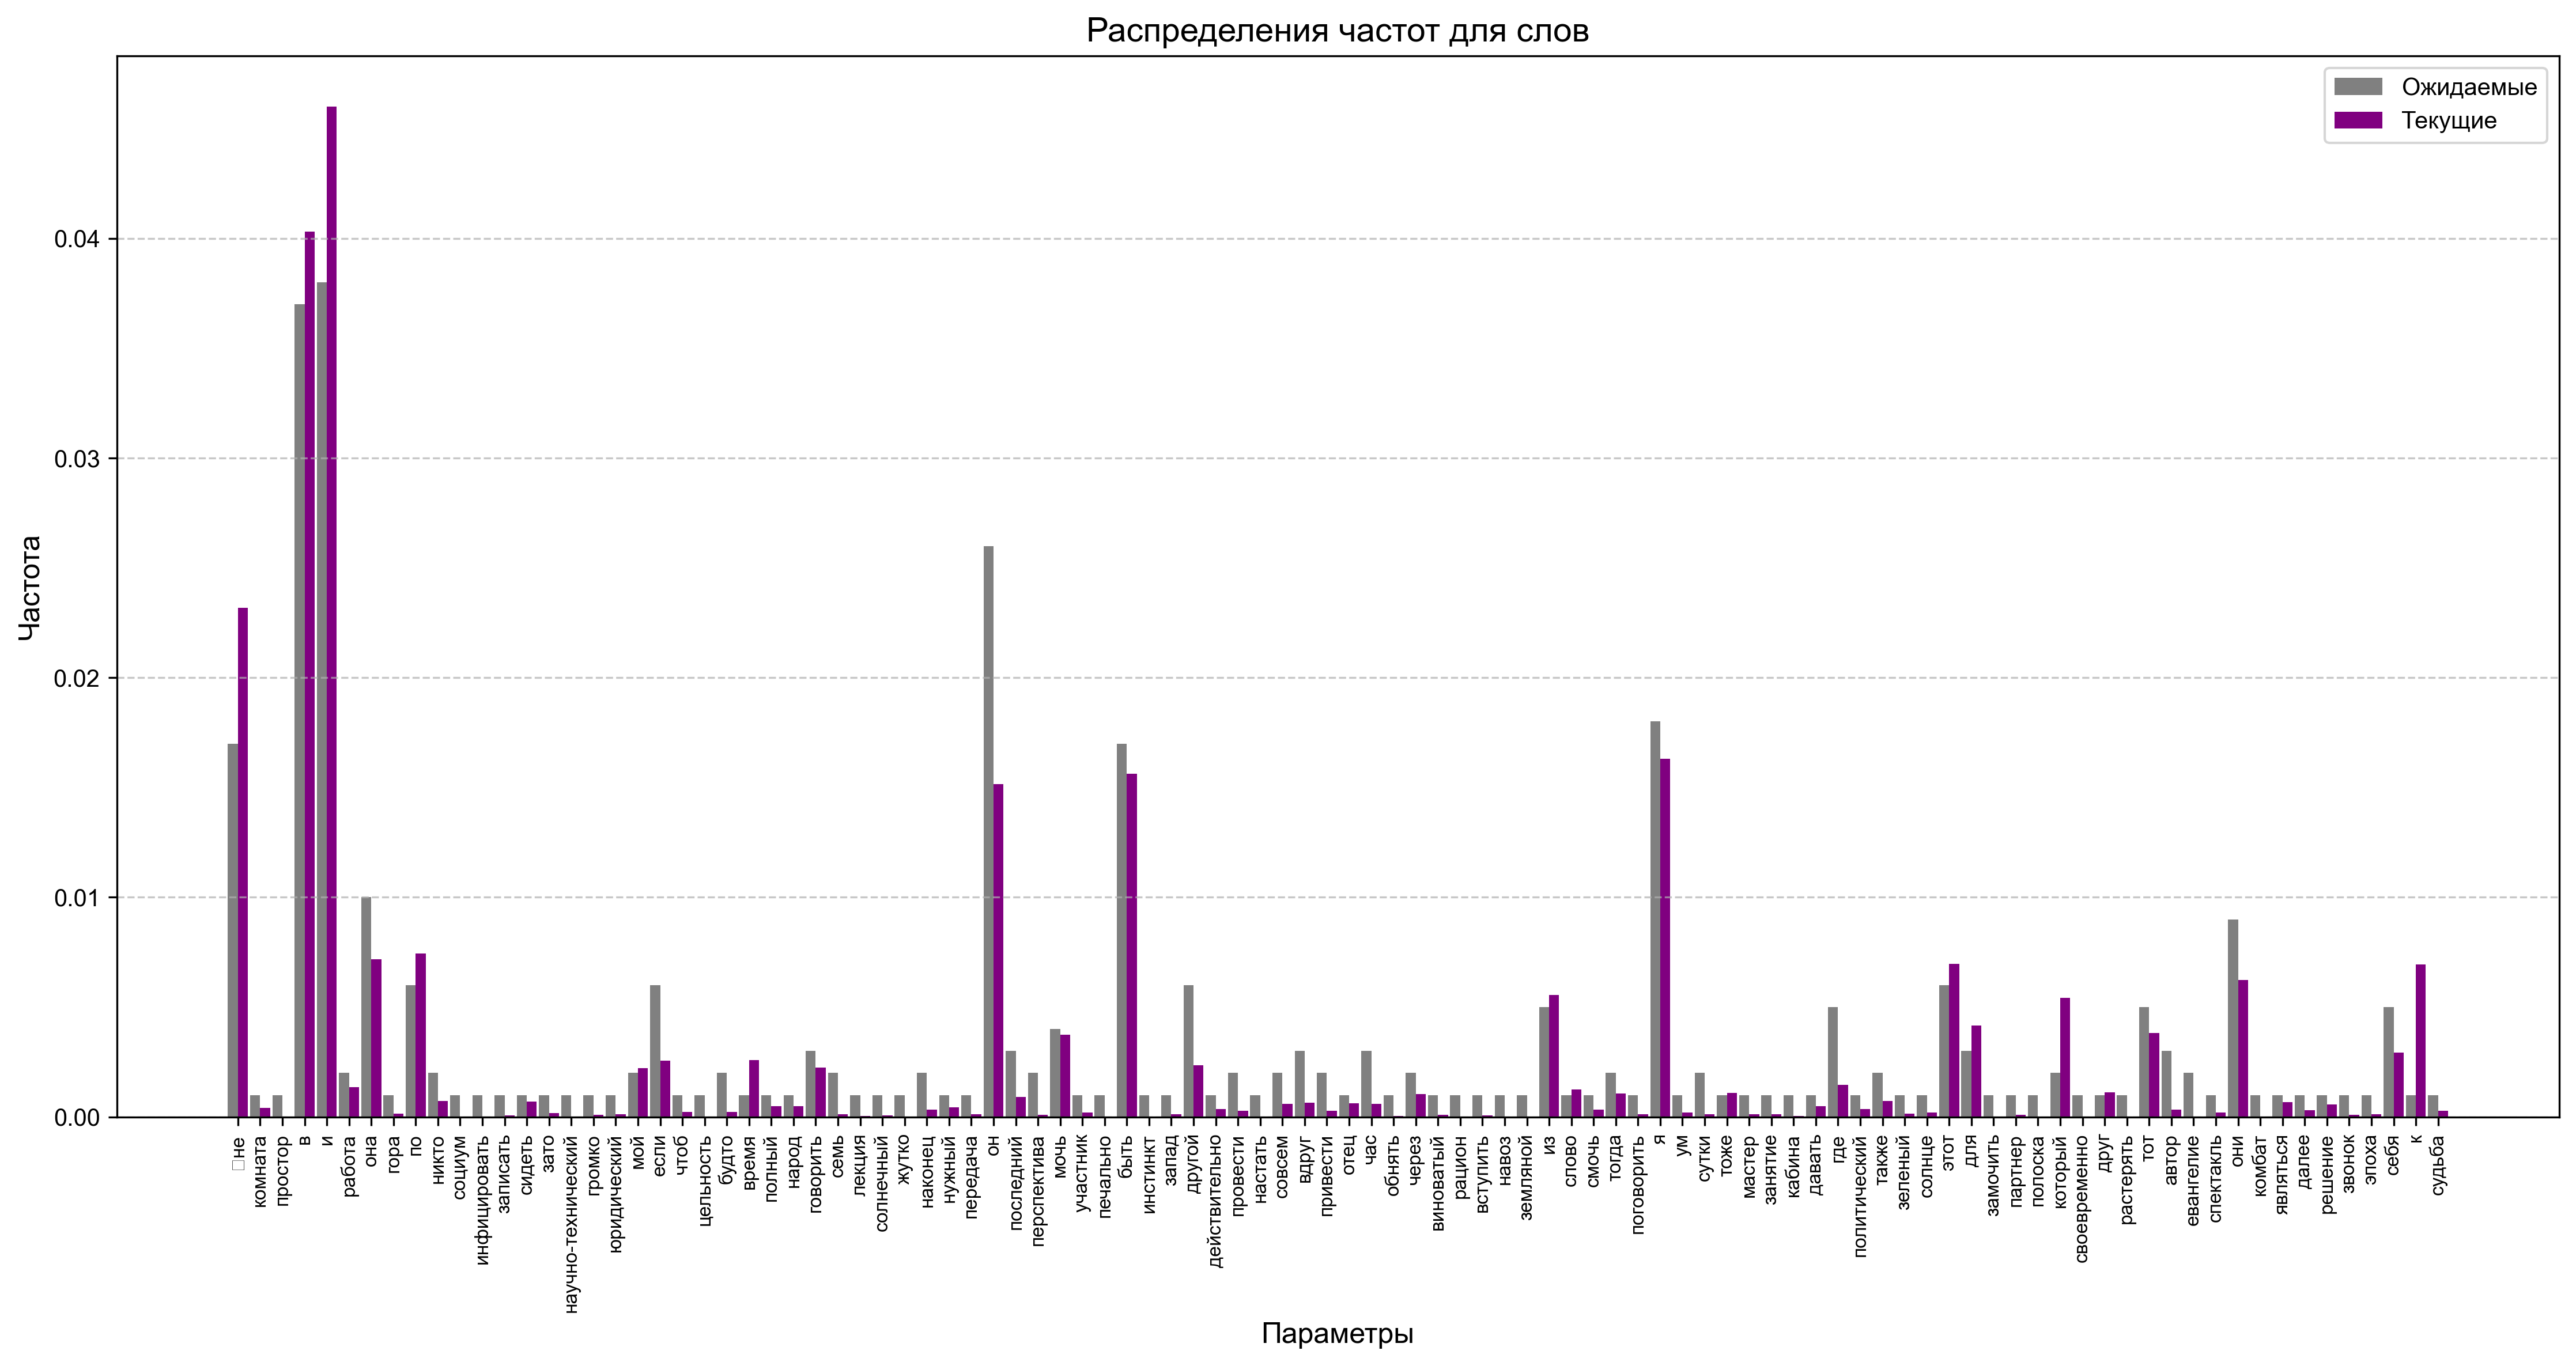 Распределения частот для слов
Ожидаемые
Текущие
Частота
0.04
0.03
0.02
0.01
0.00
не
комната
простор
в
и
работа
она
гора
по
никто
социум
инфицировать
записать
сидеть
зато
научно-технический
громко
юридический
мой
если
чтоб
цельность
будто
время
полный
народ
говорить
семь
лекция
солнечный
жутко
наконец
нужный
передача
он
последний
перспектива
мочь
участник
печально
быть
инстинкт
запад
другой
действительно
провести
настать
совсем
вдруг
привести
отец
час
обнять
через
виноватый
рацион
вступить
навоз
земляной
из
слово
смочь
тогда
поговорить
я
ум
сутки
тоже
мастер
занятие
кабина
давать
где
политический
также
зеленый
солнце
этот
для
замочить
партнер
полоска
который
своевременно
друг
растерять
тот
автор
евангелие
спектакль
они
комбат
являться
далее
решение
звонок
эпоха
себя
к
судьба
Параметры